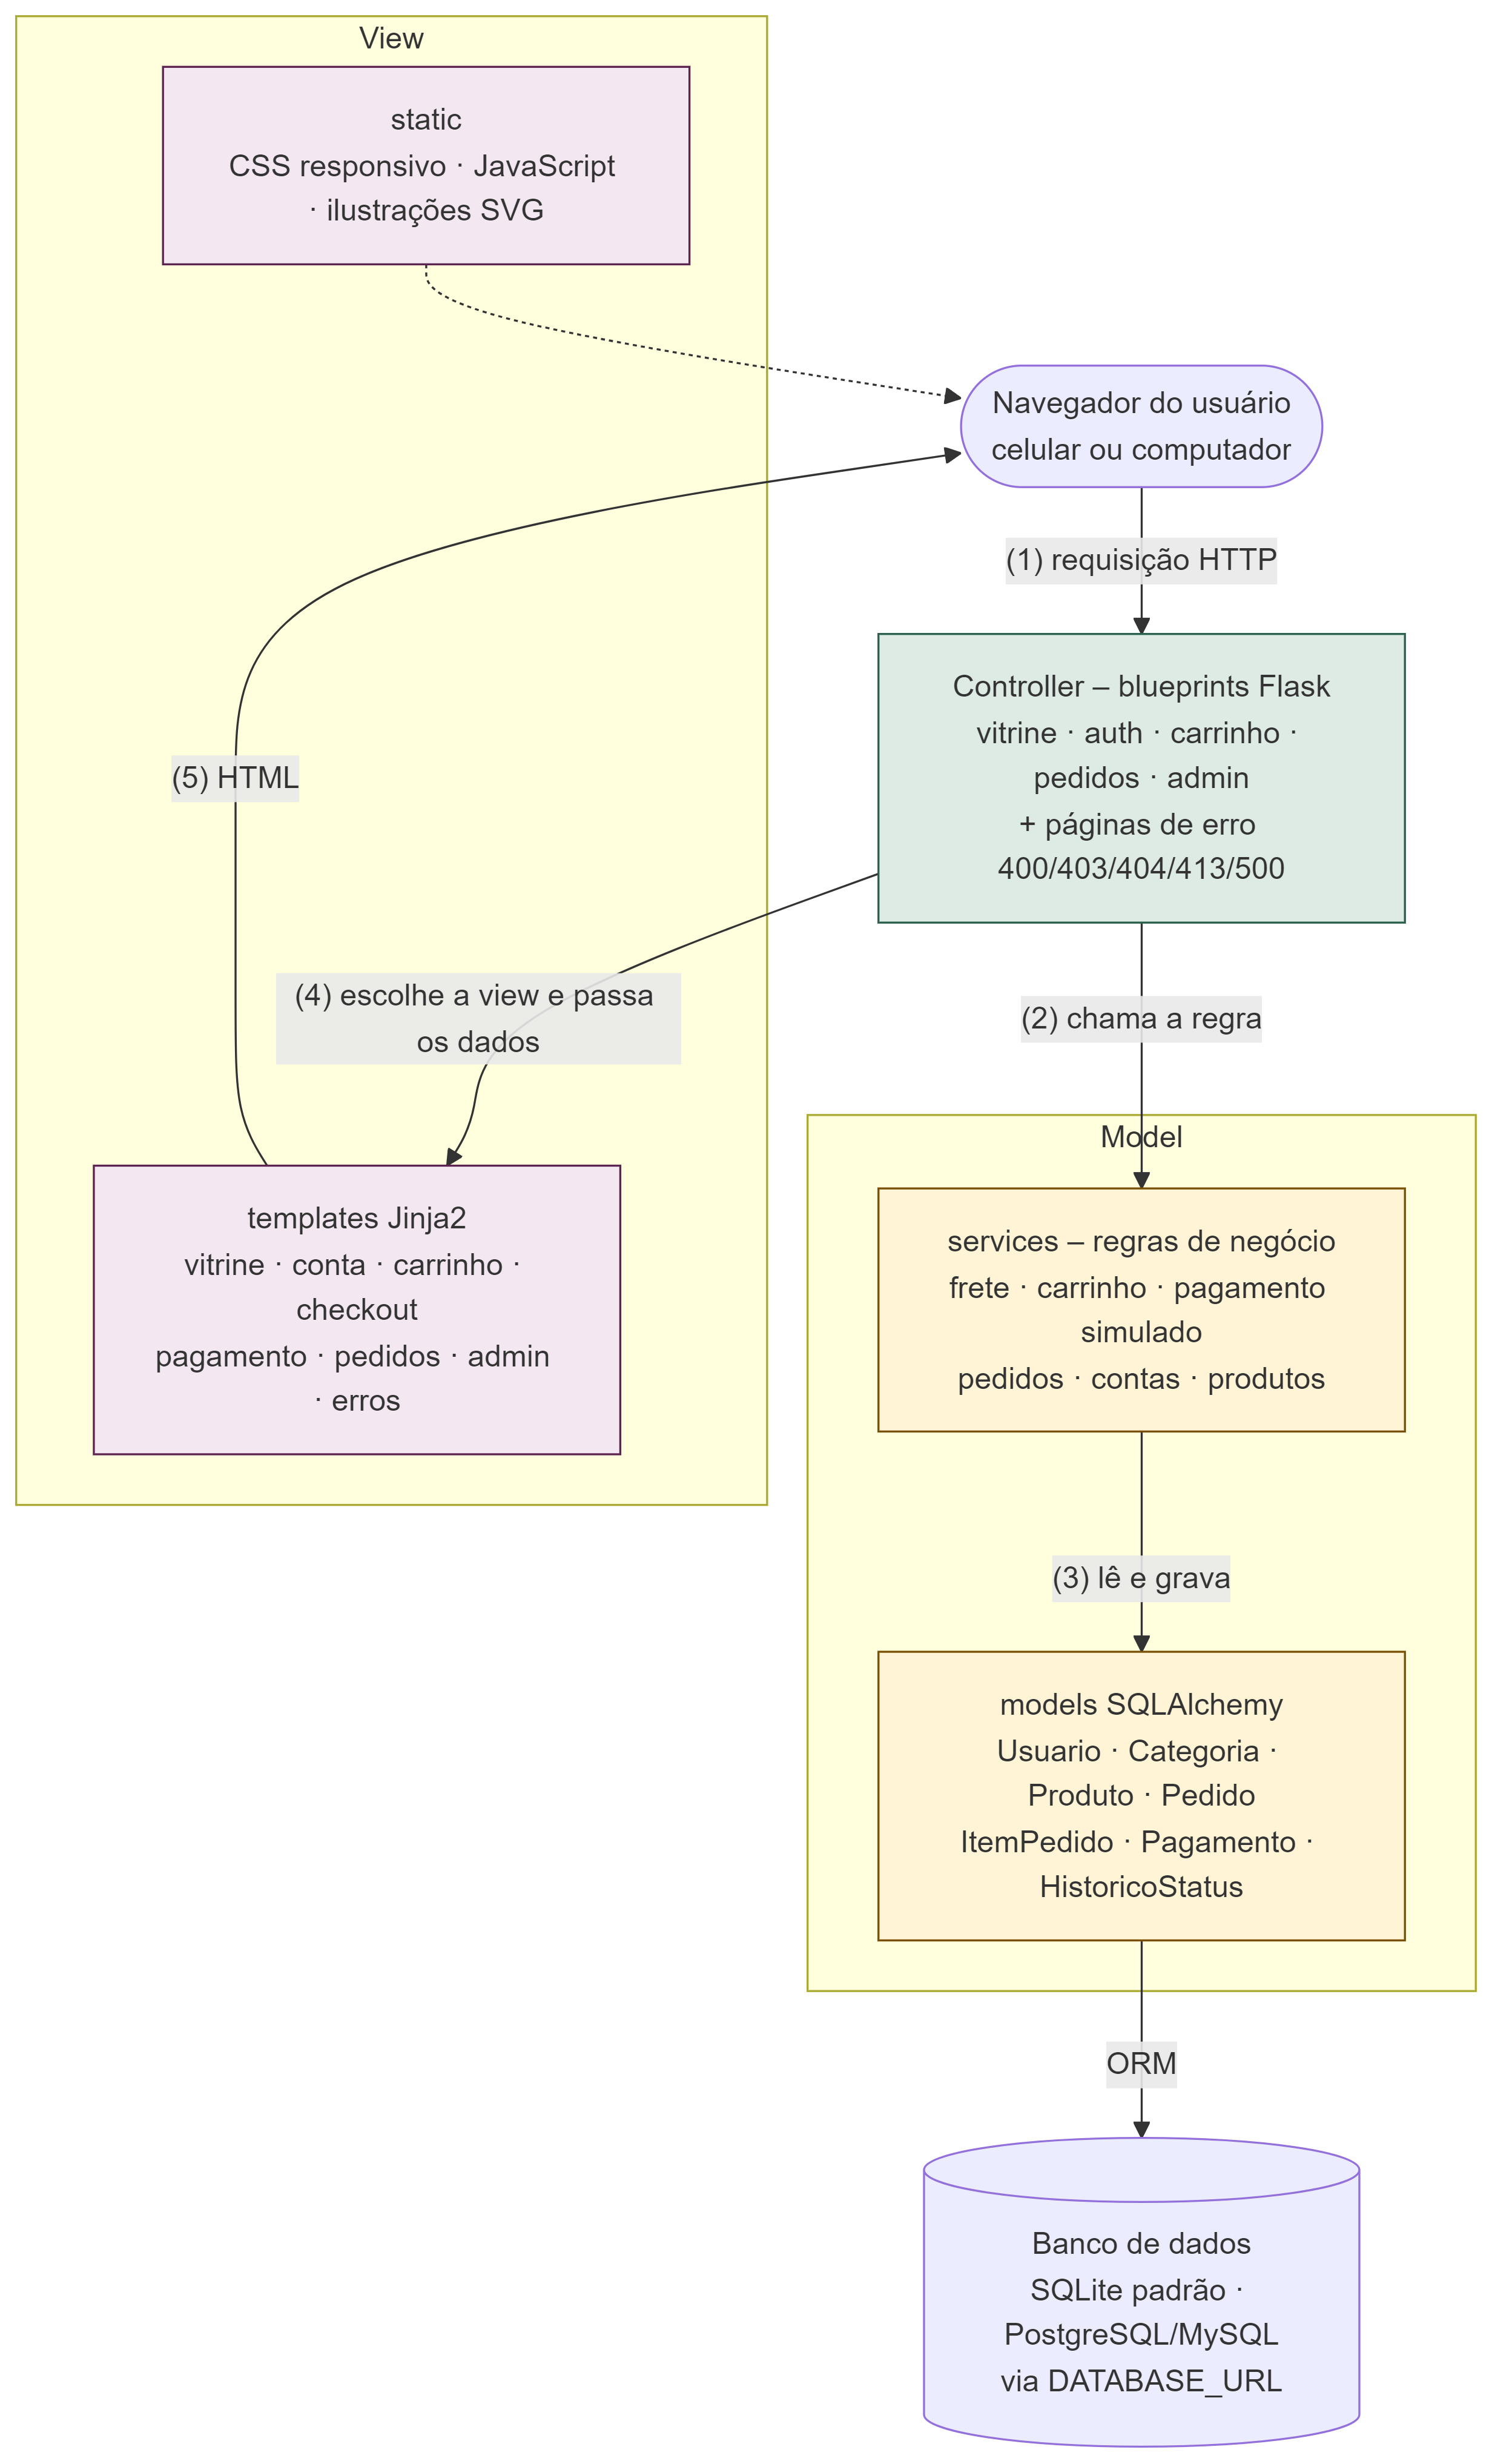 View
static
CSS responsivo · JavaScript
· ilustrações SVG
Navegador do usuário
celular ou computador
(1) requisição HTTP
Controller – blueprints Flask
vitrine · auth · carrinho ·
pedidos · admin
+ páginas de erro
400/403/404/413/500
(5) HTML
(4) escolhe a view e passa
os dados
(2) chama a regra
Model
templates Jinja2
vitrine · conta · carrinho ·
checkout
pagamento · pedidos · admin
· erros
services – regras de negócio
frete · carrinho · pagamento
simulado
pedidos · contas · produtos
(3) lê e grava
models SQLAlchemy
Usuario · Categoria ·
Produto · Pedido
ItemPedido · Pagamento ·
HistoricoStatus
ORM
Banco de dados
SQLite padrão ·
PostgreSQL/MySQL
via DATABASE_URL